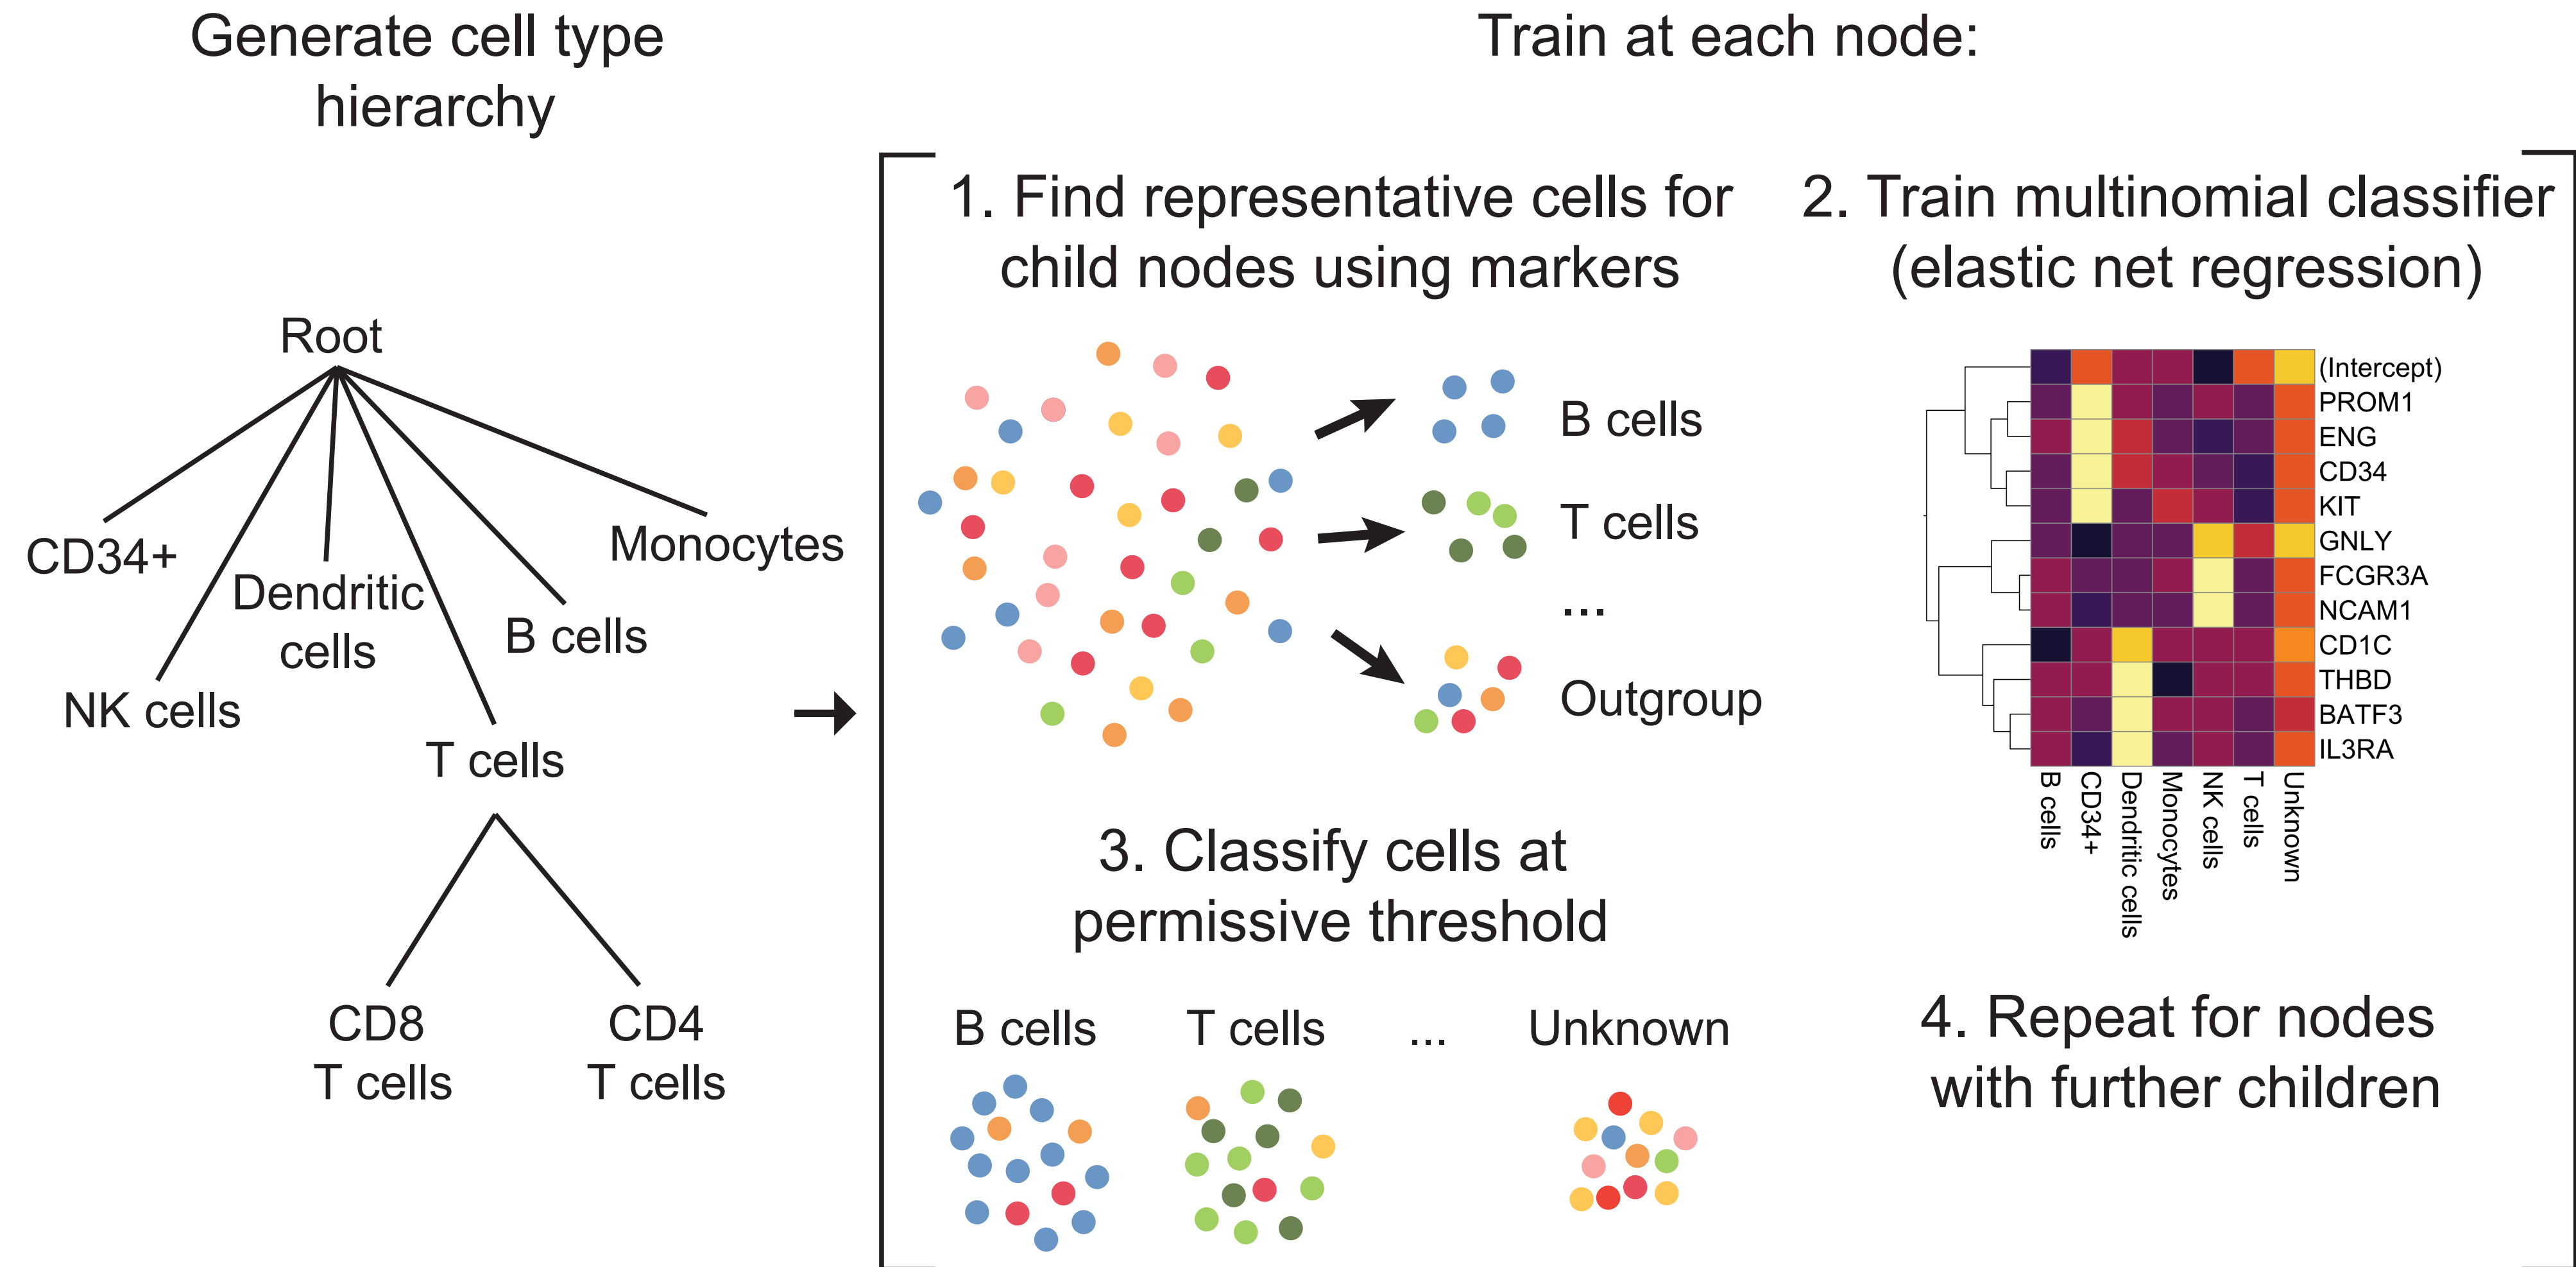 Generate cell type
hierarchy
Root
CD34+
NK cells
Dendritic
cells
T cells
B cells
Monocytes
CD8
T cells
CD4
T cells
Train at each node:
1. Find representative cells for
child nodes using markers
B cells
T cells
...
Outgroup
2. Train multinomial classifier
(elastic net regression)
(Intercept)
PROM1
ENG
CD34
KIT
GNLY
FCGR3A
NCAM1
CD1C
THBD
BATF3
IL3RA
B cells
CD34+
Dendritic cells
Monocytes
NK cells
T cells
Unknown
3. Classify cells at
permissive threshold
B cells
T cells
...
Unknown
4. Repeat for nodes
with further children